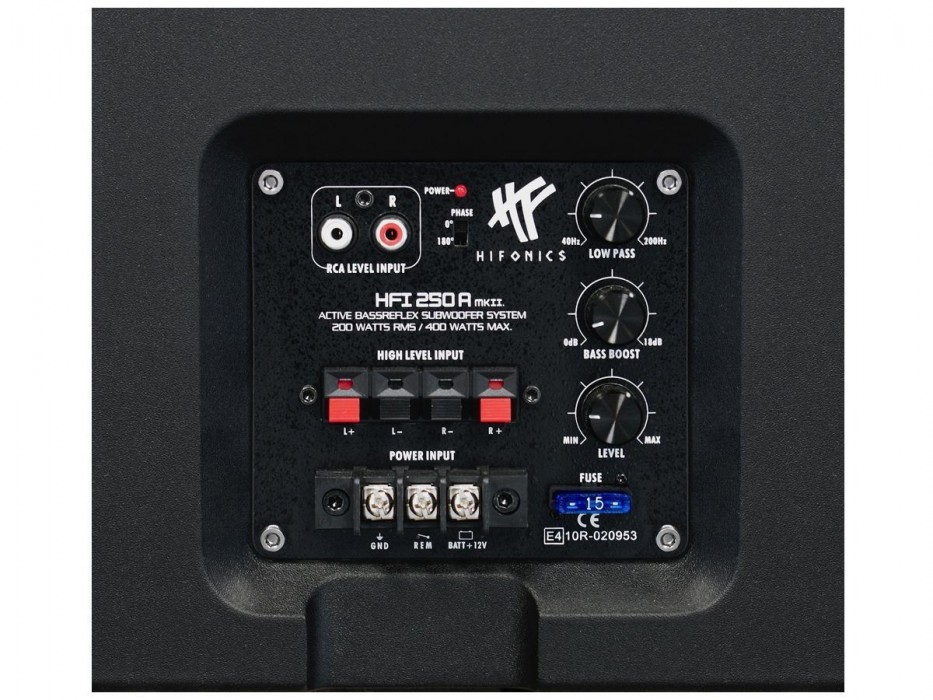 L R
RCA LEVEL INPUT
POWER
PHASE
0°
180°
HF
HIFONICS
40Hz 200Hz
LOW PASS
HFI 250 A MKII.
ACTIVE BASSREFLEX SUBWOOFER SYSTEM
200 WATTS RMS / 400 WATTS MAX.
0dB 18dB
BASS BOOST
HIGH LEVEL INPUT
L+ L− R− R+
MIN MAX
LEVEL
POWER INPUT
GND REM BATT+12V
FUSE
15
CE
E4 10R-020953